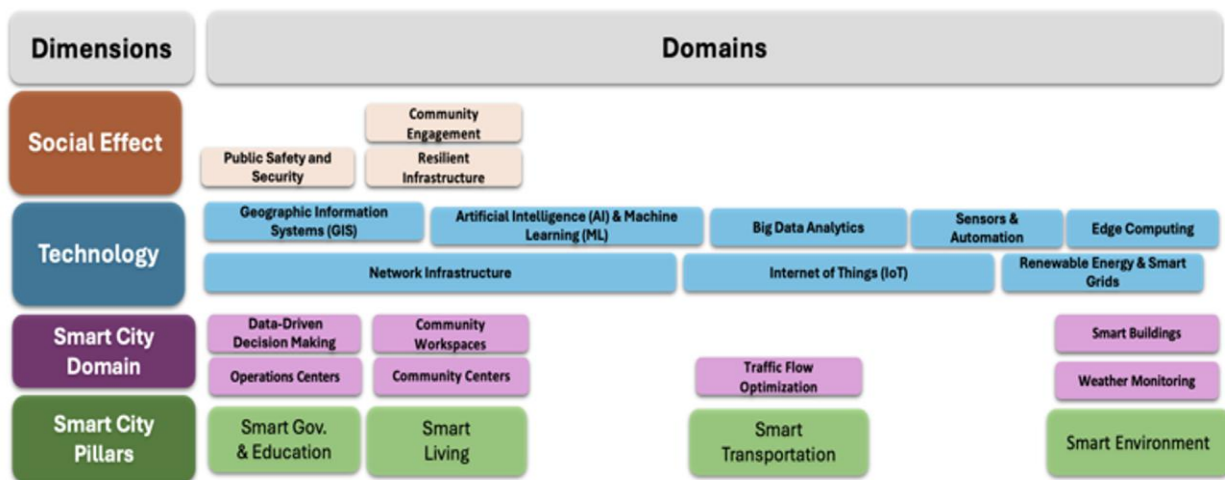 Dimensions
Domains
Social Effect
Community
Engagement
Public Safety and
Security
Resilient
Infrastructure
Technology
Geographic Information
Systems (GIS)
Artificial Intelligence (AI) & Machine
Learning (ML)
Big Data Analytics
Sensors &
Automation
Edge Computing
Network Infrastructure
Internet of Things (IoT)
Renewable Energy & Smart
Grids
Smart City
Domain
Data-Driven
Decision Making
Community
Workspaces
Smart Buildings
Operations Centers
Community Centers
Traffic Flow
Optimization
Weather Monitoring
Smart City
Pillars
Smart Gov.
& Education
Smart
Living
Smart
Transportation
Smart Environment